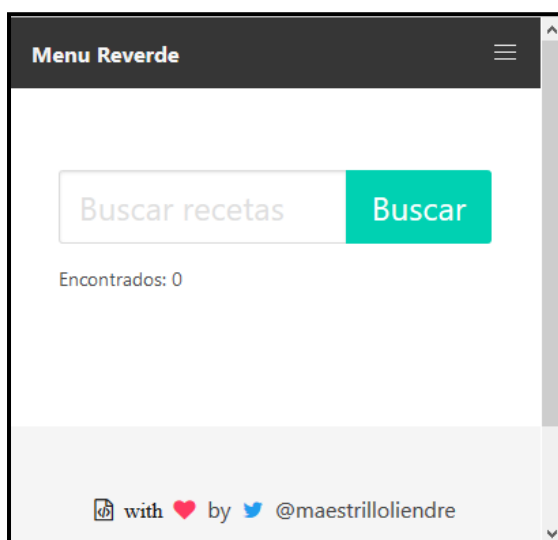 Menu Reverde
Buscar recetas Buscar
Encontrados: 0
with by @maestrilloliendre